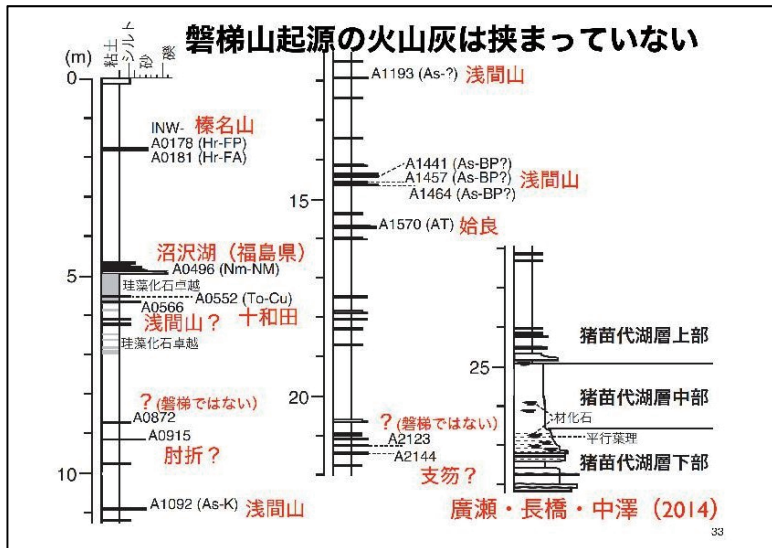 磐梯山起源の火山灰は挟まっていない
(m)
粘土
シルト
砂
礫
0
INW-
榛名山
A0178 (Hr-FP)
A0181 (Hr-FA)
沼沢湖(福島県)
A0496 (Nm-NM)
5
珪藻化石卓越
A0552 (To-Cu)
A0566
浅間山?
十和田
珪藻化石卓越
?(磐梯ではない)
A0872
A0915
肘折?
10
A1092 (As-K)
浅間山
A1193 (As-?)
浅間山
A1441 (As-BP?)
A1457 (As-BP?)
浅間山
A1464 (As-BP?)
15
A1570 (AT)
姶良
20
?(磐梯ではない)
A2123
A2144
支笏?
猪苗代湖層上部
25
猪苗代湖層中部
材化石
平行葉理
猪苗代湖層下部
廣瀬・長橋・中澤(2014)
33